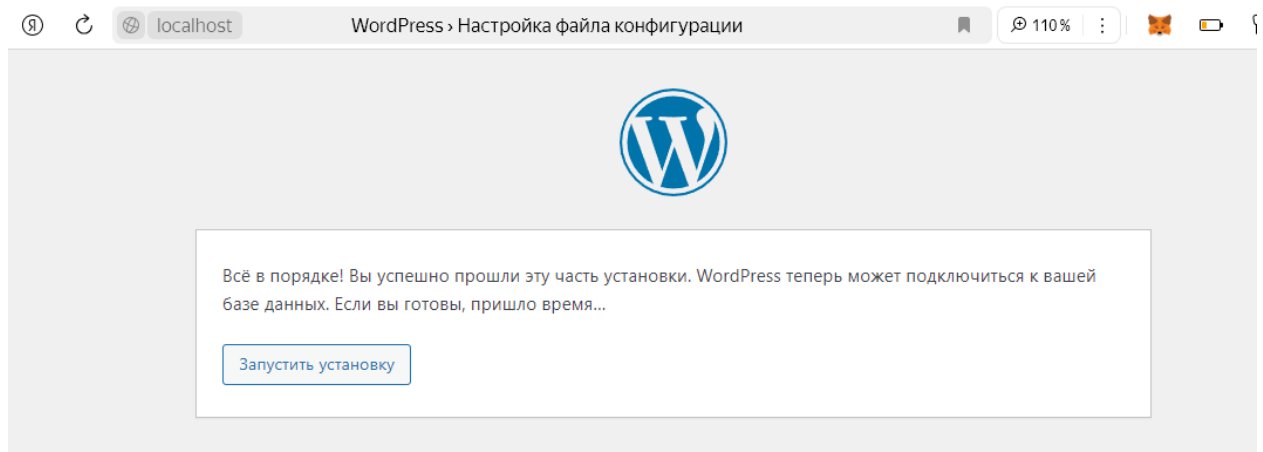 localhost WordPress › Настройка файла конфигурации 110 %
Всё в порядке! Вы успешно прошли эту часть установки. WordPress теперь может подключиться к вашей
базе данных. Если вы готовы, пришло время...
Запустить установку